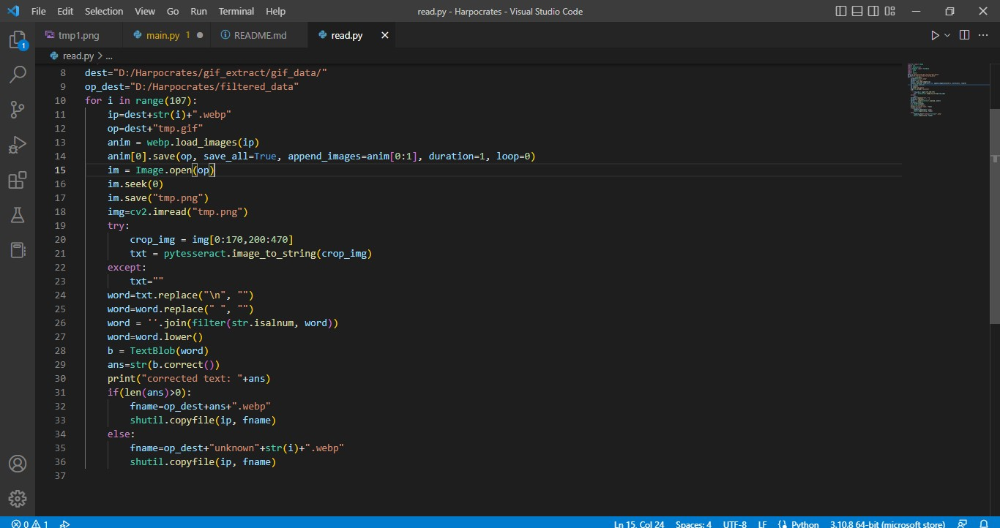 File Edit Selection View Go Run Terminal Help read.py - Harpocrates - Visual Studio Code
tmp1.png main.py 1 README.md read.py
1
read.py > ...
8 dest="D:/Harpocrates/gif_extract/gif_data/"
9 op_dest="D:/Harpocrates/filtered_data"
10 for i in range(107):
11 ip=dest+str(i)+".webp"
12 op=dest+"tmp.gif"
13 anim = webp.load_images(ip)
14 anim[0].save(op, save_all=True, append_images=anim[0:1], duration=1, loop=0)
15 im = Image.open(op)
16 im.seek(0)
17 im.save("tmp.png")
18 img=cv2.imread("tmp.png")
19 try:
20 crop_img = img[0:170,200:470]
21 txt = pytesseract.image_to_string(crop_img)
22 except:
23 txt=""
24 word=txt.replace("\n", "")
25 word=word.replace(" ", "")
26 word = ''.join(filter(str.isalnum, word))
27 word=word.lower()
28 b = TextBlob(word)
29 ans=str(b.correct())
30 print("corrected text: "+ans)
31 if(len(ans)>0):
32 fname=op_dest+ans+".webp"
33 shutil.copyfile(ip, fname)
34 else:
35 fname=op_dest+"unknown"+str(i)+".webp"
36 shutil.copyfile(ip, fname)
37
0 1 Ln 15, Col 24 Spaces: 4 UTF-8 LF Python 3.10.8 64-bit (microsoft store)